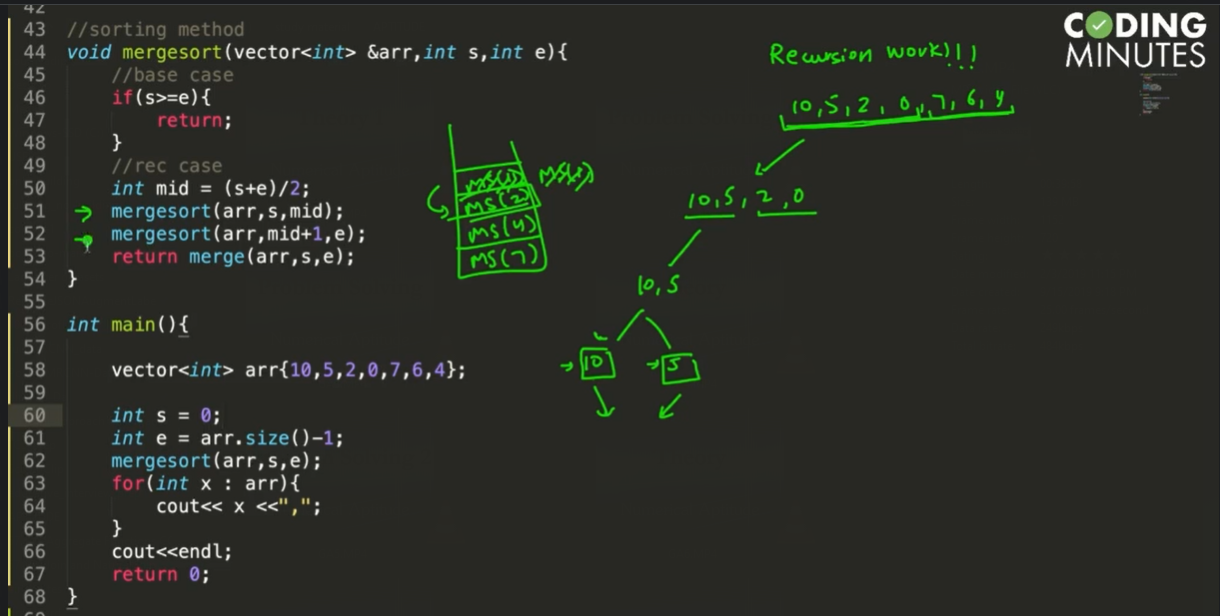 42
43 //sorting method
44 void mergesort(vector<int> &arr,int s,int e){
45 //base case
46 if(s>=e){
47 return;
48 }
49 //rec case
50 int mid = (s+e)/2;
51 mergesort(arr,s,mid);
52 mergesort(arr,mid+1,e);
53 return merge(arr,s,e);
54 }
55
56 int main(){
57
58 vector<int> arr{10,5,2,0,7,6,4};
59
60 int s = 0;
61 int e = arr.size()-1;
62 mergesort(arr,s,e);
63 for(int x : arr){
64 cout<< x <<",";
65 }
66 cout<<endl;
67 return 0;
68 }
CODING
MINUTES
Recursion work)!!!
10,5,2,0,7,6,4,
10,5,2,0
10,5
10 5
MS(1) MS(1)
MS(2)
MS(4)
MS(7)